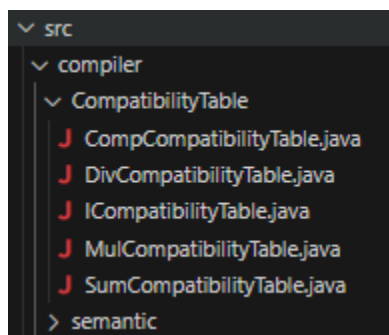 src
compiler
CompatibilityTable
J CompCompatibilityTable.java
J DivCompatibilityTable.java
J ICompatibilityTable.java
J MulCompatibilityTable.java
J SumCompatibilityTable.java
semantic